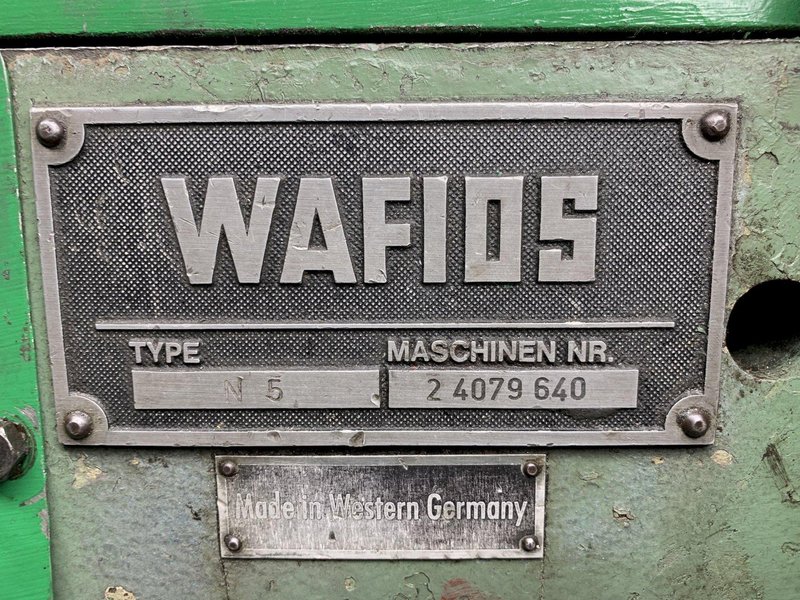 WAFIOS
TYPE MASCHINEN NR.
N 5 2 4079 640
Made in Western Germany